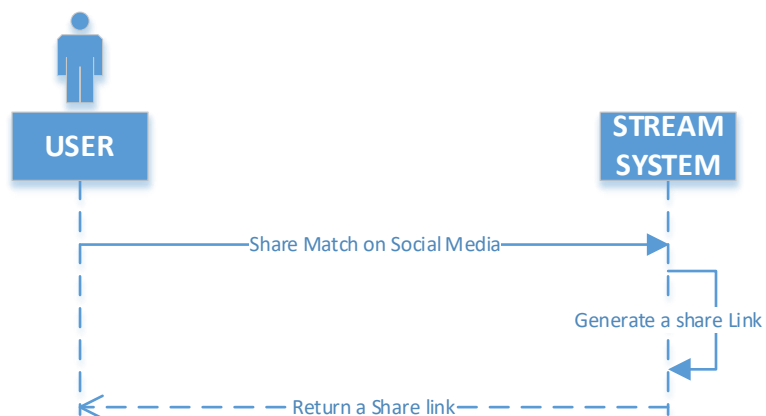 USER
STREAM
SYSTEM
Share Match on Social Media
Generate a share Link
Return a Share link